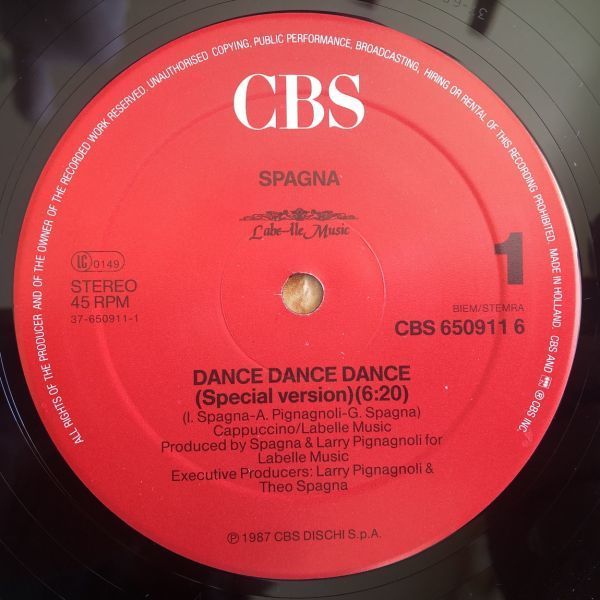 ALL RIGHTS OF THE PRODUCER AND OF THE OWNER OF THE RECORDED WORK RESERVED. UNAUTHORISED COPYING, PUBLIC PERFORMANCE, BROADCASTING, HIRING OR RENTAL OF THIS RECORDING PROHIBITED. MADE IN HOLLAND. CBS AND ℗ © CBS INC.
CBS
SPAGNA
Labelle Music
1
LC 0149
STEREO
45 RPM
37-650911-1
BIEM/STEMRA
CBS 650911 6
DANCE DANCE DANCE
(Special version)(6:20)
(I. Spagna-A. Pignagnoli-G. Spagna)
Cappuccino/Labelle Music
Produced by Spagna & Larry Pignagnoli for
Labelle Music
Executive Producers: Larry Pignagnoli &
Theo Spagna
℗ 1987 CBS DISCHI S.p.A.